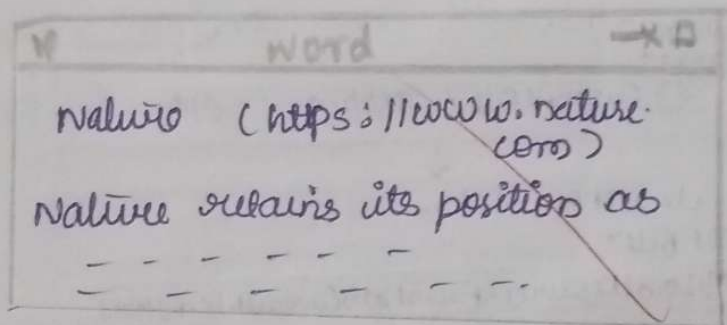 W word — X □
Nature (https://www.nature.
com)
Nature retains its position as
– – – – – –
– – – – – –.